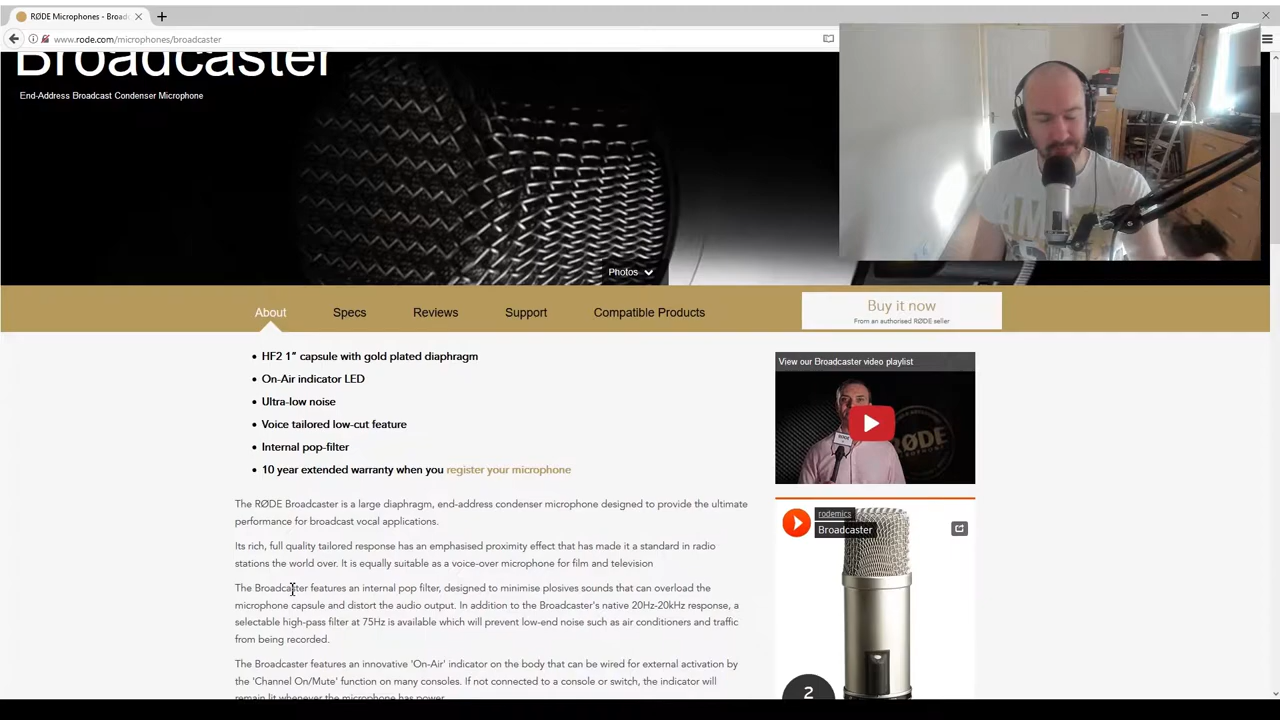 RØDE Microphones - Broad
www.rode.com/microphones/broadcaster
Broadcaster
End-Address Broadcast Condenser Microphone
Photos
About
Specs
Reviews
Support
Compatible Products
Buy it now
From an authorised RØDE seller
• HF2 1” capsule with gold plated diaphragm
• On-Air indicator LED
• Ultra-low noise
• Voice tailored low-cut feature
• Internal pop-filter
• 10 year extended warranty when you register your microphone
The RØDE Broadcaster is a large diaphragm, end-address condenser microphone designed to provide the ultimate
performance for broadcast vocal applications.
Its rich, full quality tailored response has an emphasised proximity effect that has made it a standard in radio
stations the world over. It is equally suitable as a voice-over microphone for film and television
The Broadcaster features an internal pop filter, designed to minimise plosives sounds that can overload the
microphone capsule and distort the audio output. In addition to the Broadcaster's native 20Hz-20kHz response, a
selectable high-pass filter at 75Hz is available which will prevent low-end noise such as air conditioners and traffic
from being recorded.
The Broadcaster features an innovative 'On-Air' indicator on the body that can be wired for external activation by
the 'Channel On/Mute' function on many consoles. If not connected to a console or switch, the indicator will
remain lit whenever the microphone has power.
View our Broadcaster video playlist
RØDE
RØDE
rodemics
Broadcaster
2